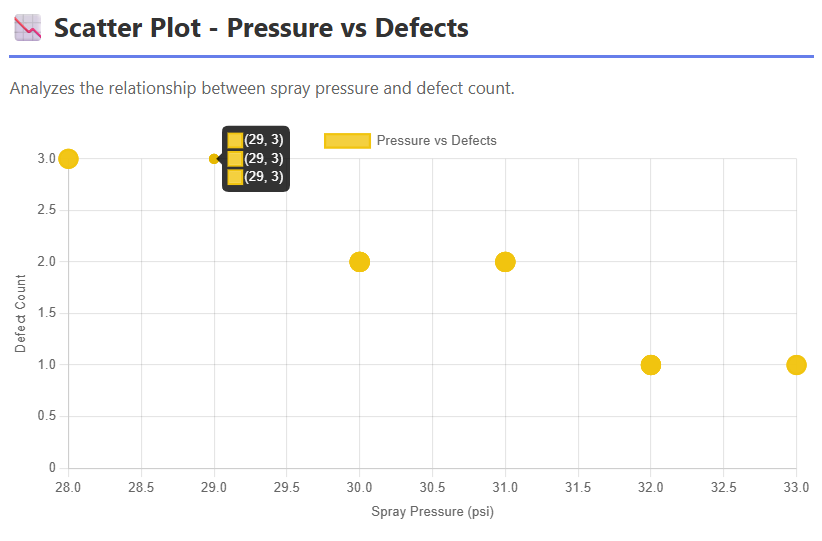 Scatter Plot - Pressure vs Defects
Analyzes the relationship between spray pressure and defect count.
Pressure vs Defects
(29, 3)
(29, 3)
(29, 3)
3.0
2.5
2.0
1.5
1.0
0.5
0
Defect Count
28.0 28.5 29.0 29.5 30.0 30.5 31.0 31.5 32.0 32.5 33.0
Spray Pressure (psi)